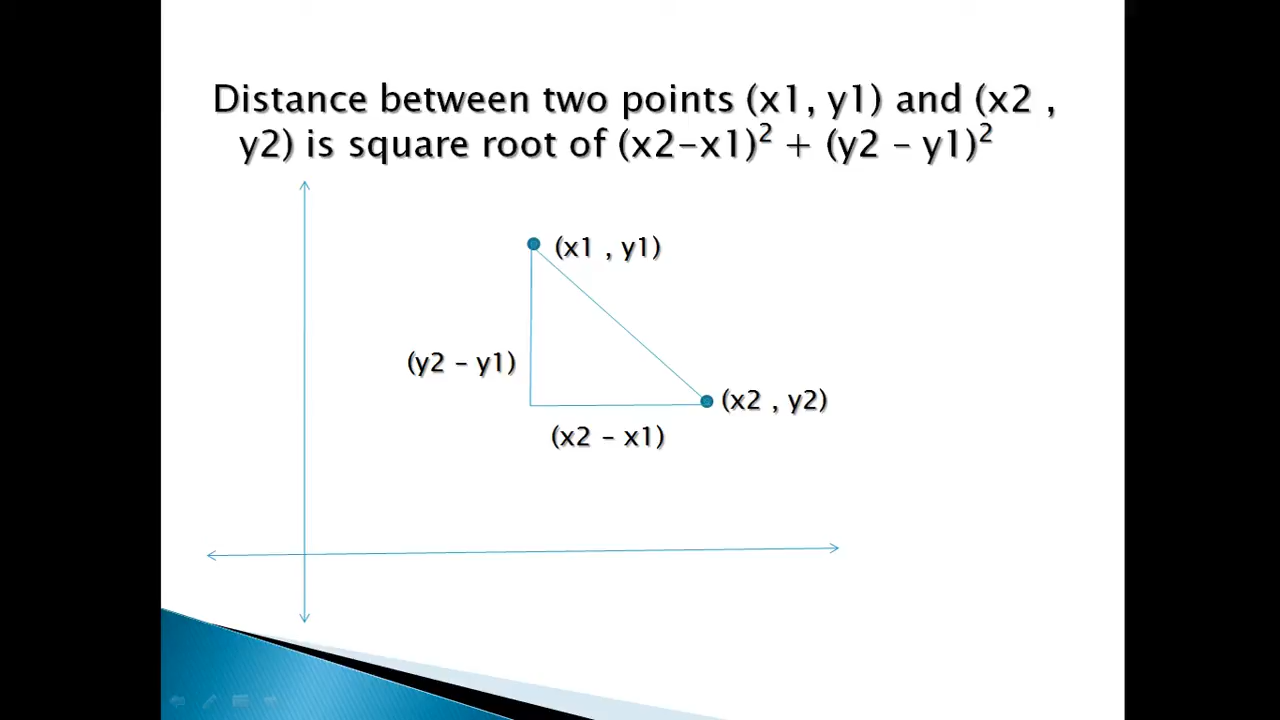 Distance between two points (x1, y1) and (x2 ,
y2) is square root of (x2-x1)² + (y2 – y1)²
(x1 , y1)
(y2 – y1)
(x2 , y2)
(x2 – x1)